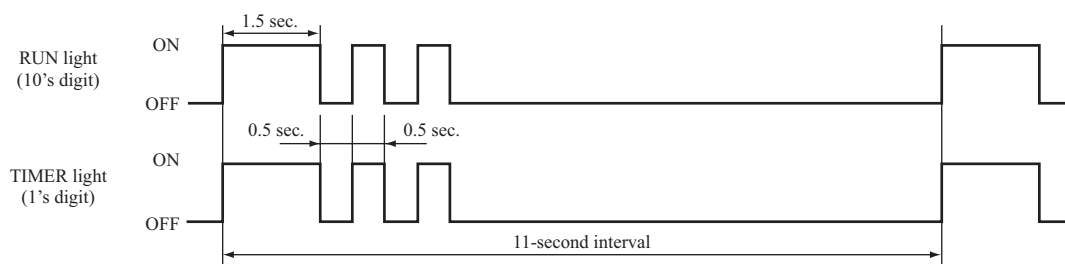 1.5 sec.
ON
RUN light
(10’s digit)
OFF
0.5 sec.
0.5 sec.
ON
TIMER light
(1’s digit)
OFF
11-second interval